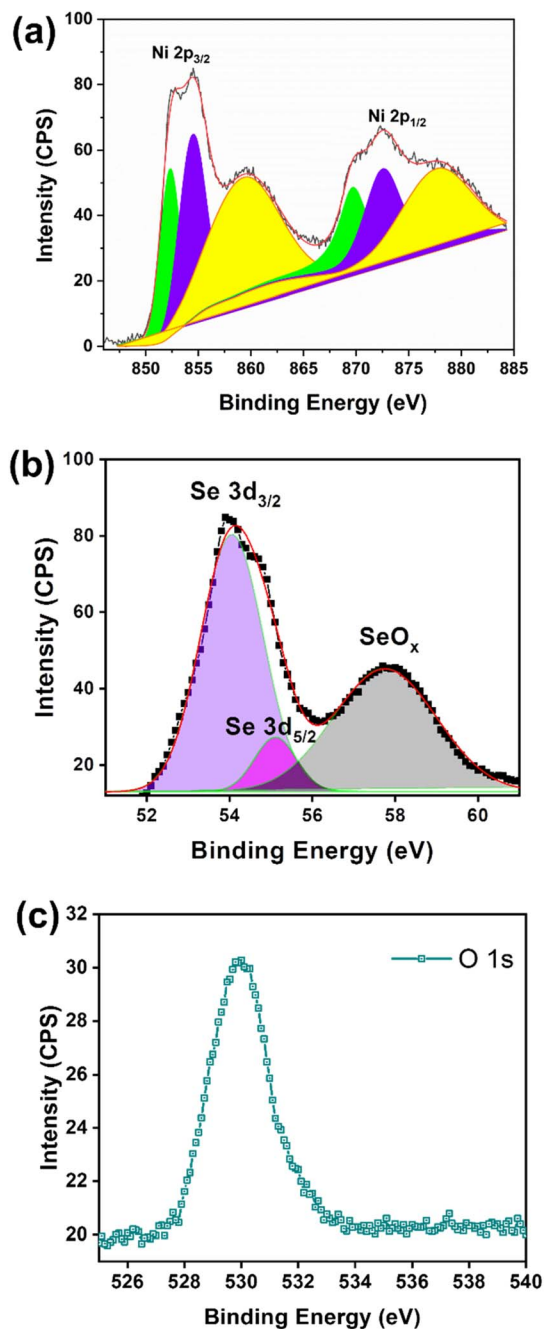 (a)
100
80
60
40
20
0
Ni 2p3/2
Ni 2p1/2
Intensity (CPS)
850 855 860 865 870 875 880 885
Binding Energy (eV)
(b)
100
80
60
40
20
Se 3d3/2
SeOx
Se 3d5/2
Intensity (CPS)
52 54 56 58 60
Binding Energy (eV)
(c)
32
30
28
26
24
22
20
O 1s
Intensity (CPS)
526 528 530 532 534 536 538 540
Binding Energy (eV)